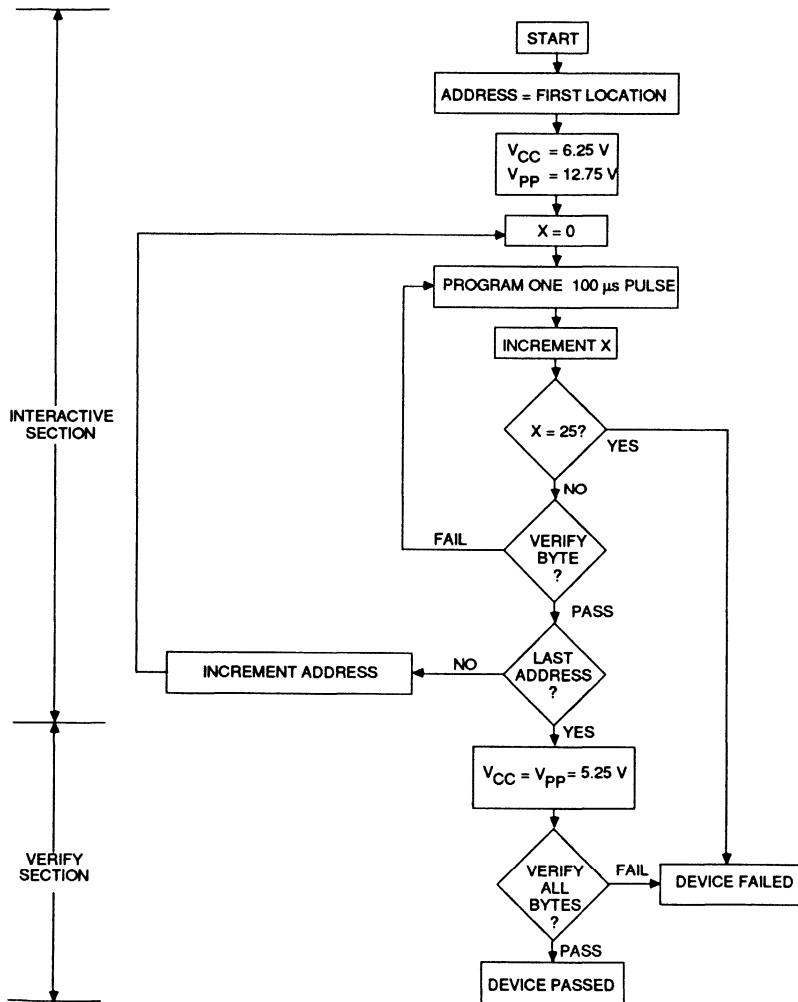 START
ADDRESS = FIRST LOCATION
VCC = 6.25 V
VPP = 12.75 V
X = 0
PROGRAM ONE 100 μs PULSE
INCREMENT X
INTERACTIVE
SECTION
X = 25?
YES
NO
FAIL
VERIFY
BYTE
?
PASS
INCREMENT ADDRESS
NO
LAST
ADDRESS
?
YES
VCC = VPP = 5.25 V
VERIFY
SECTION
VERIFY
ALL
BYTES
?
FAIL
DEVICE FAILED
PASS
DEVICE PASSED